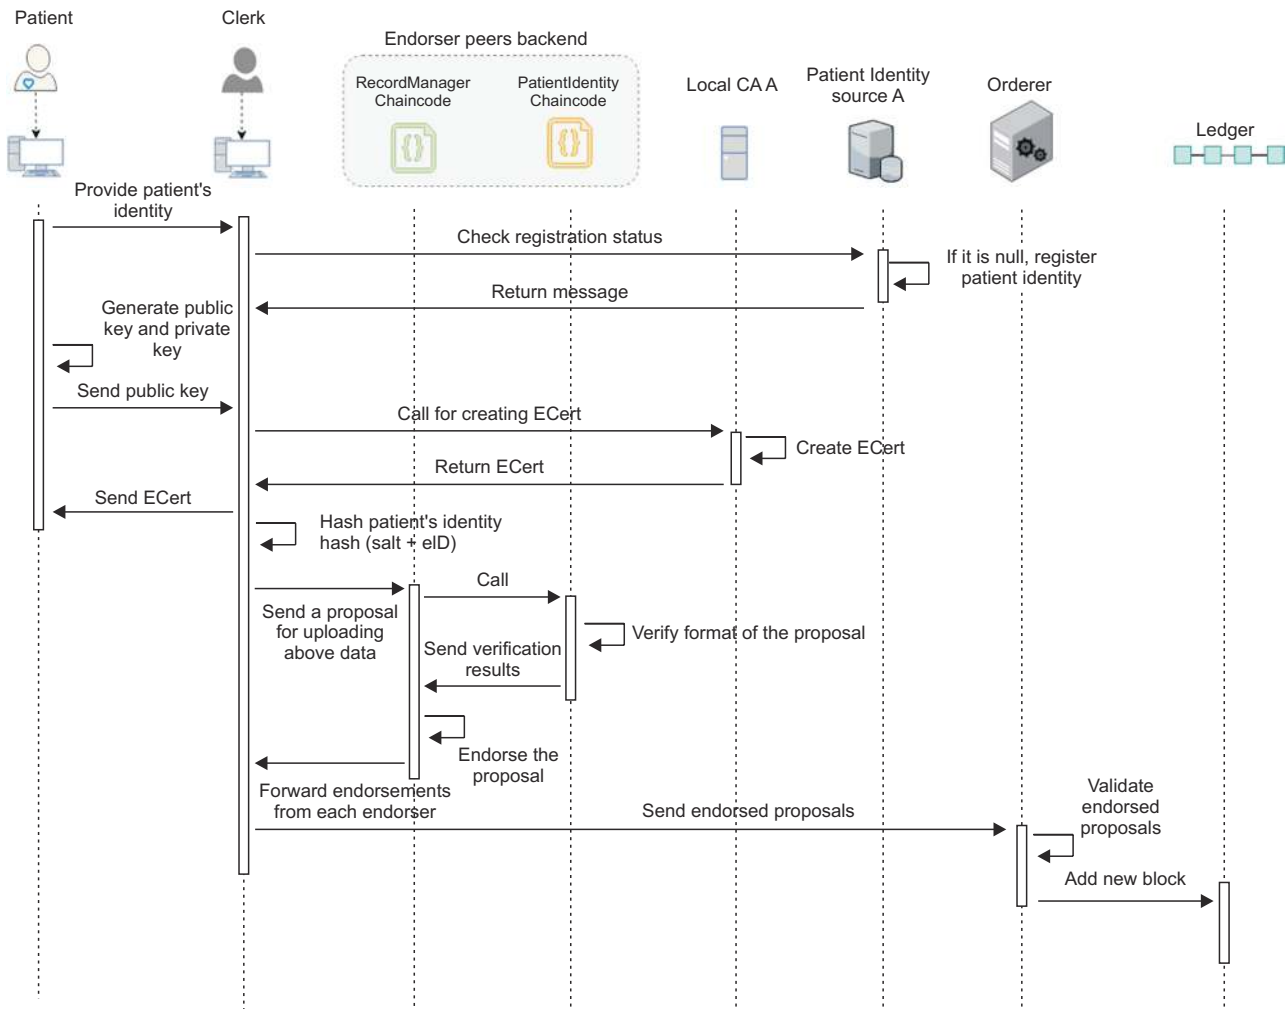 Patient
Clerk
Endorser peers backend
RecordManager
Chaincode
PatientIdentity
Chaincode
Local CA A
Patient Identity
source A
Orderer
Ledger
Provide patient's
identity
Check registration status
If it is null, register
patient identity
Return message
Generate public
key and private
key
Send public key
Call for creating ECert
Create ECert
Return ECert
Send ECert
Hash patient's identity
hash (salt + eID)
Call
Send a proposal
for uploading
above data
Verify format of the proposal
Send verification
results
Endorse the
proposal
Forward endorsements
from each endorser
Send endorsed proposals
Validate
endorsed
proposals
Add new block